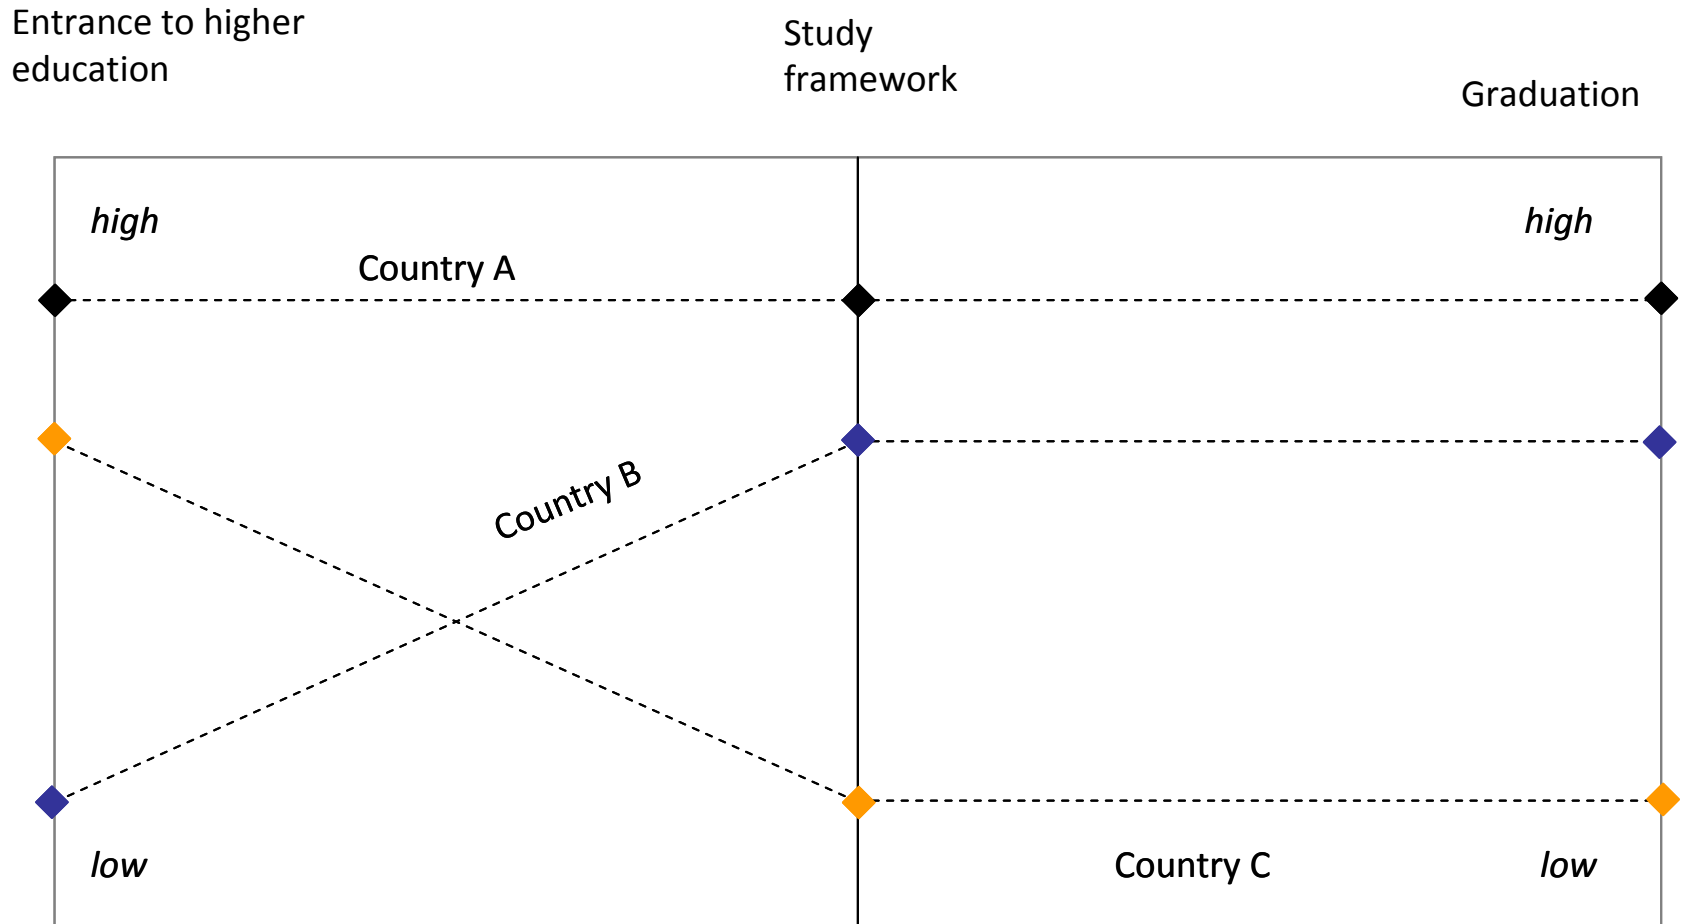 Entrance to higher
education
Study
framework
Graduation
high
high
Country A
Country B
low
Country C
low